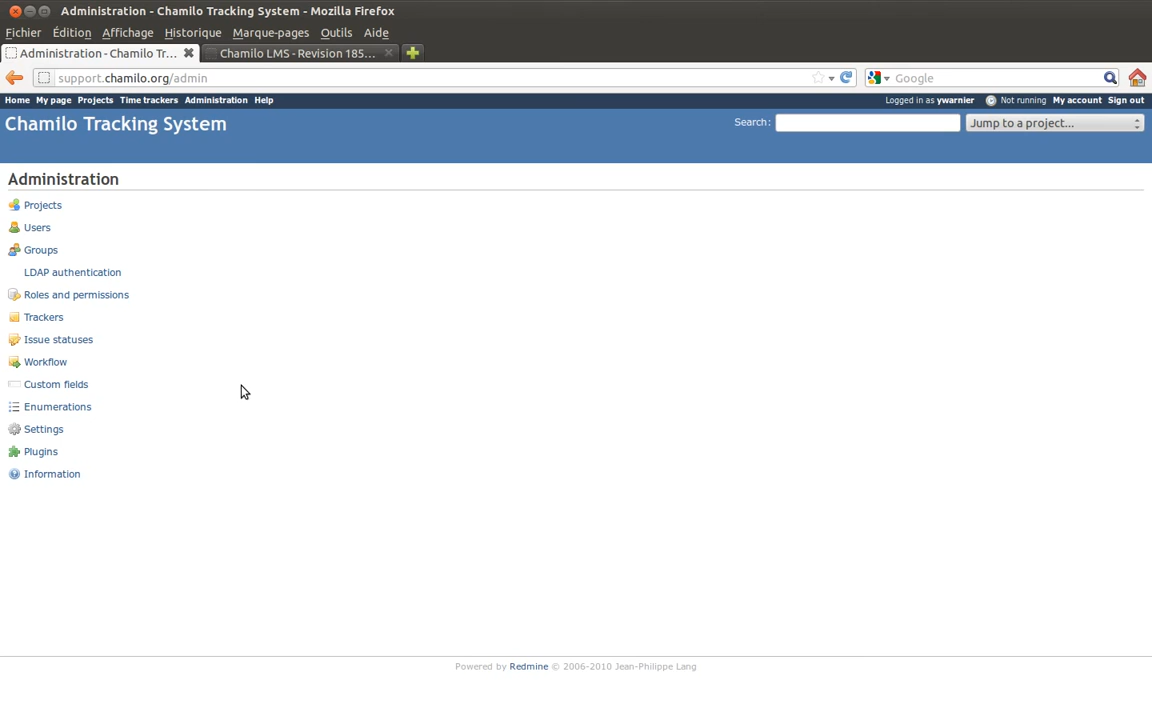 Administration - Chamilo Tracking System - Mozilla Firefox
Fichier Édition Affichage Historique Marque-pages Outils Aide
Administration - Chamilo Tr... Chamilo LMS - Revision 185...
support.chamilo.org/admin Google
Home My page Projects Time trackers Administration Help Logged in as ywarnier Not running My account Sign out
Chamilo Tracking System Search: Jump to a project...
Administration
Projects
Users
Groups
LDAP authentication
Roles and permissions
Trackers
Issue statuses
Workflow
Custom fields
Enumerations
Settings
Plugins
Information
Powered by Redmine © 2006-2010 Jean-Philippe Lang